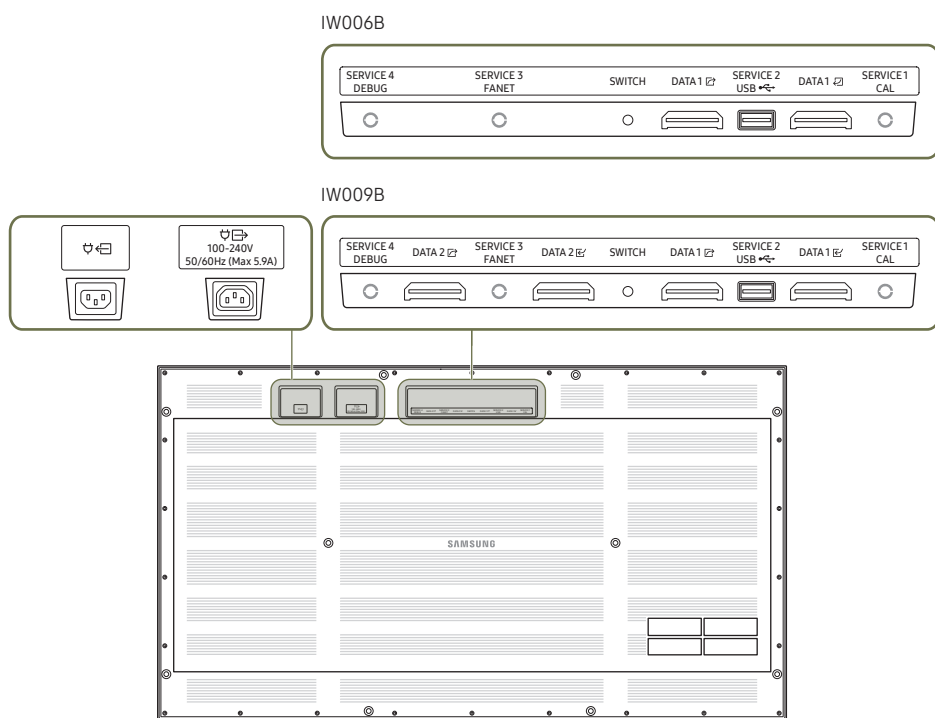 IW006B
SERVICE 4 SERVICE 3 SWITCH DATA 1 SERVICE 2 DATA 1 SERVICE 1
DEBUG FANET USB CAL
IW009B
100-240V
50/60Hz (Max 5.9A)
SERVICE 4 DATA 2 SERVICE 3 DATA 2 SWITCH DATA 1 SERVICE 2 DATA 1 SERVICE 1
DEBUG FANET USB CAL
SAMSUNG